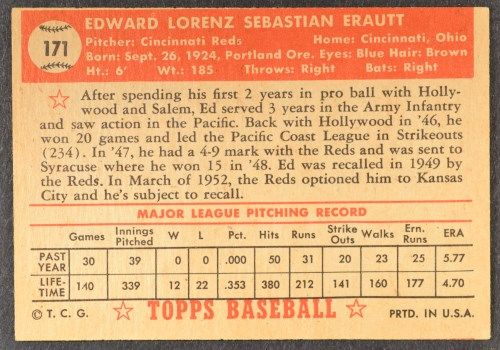 171
EDWARD LORENZ SEBASTIAN ERAUTT
Pitcher: Cincinnati Reds Home: Cincinnati, Ohio
Born: Sept. 26, 1924, Portland Ore. Eyes: Blue Hair: Brown
Ht.: 6' Wt.: 185 Throws: Right Bats: Right
After spending his first 2 years in pro ball with Holly-
wood and Salem, Ed served 3 years in the Army Infantry
and saw action in the Pacific. Back with Hollywood in '46, he
won 20 games and led the Pacific Coast League in Strikeouts
(234). In '47, he had a 4-9 mark with the Reds and was sent to
Syracuse where he won 15 in '48. Ed was recalled in 1949 by
the Reds. In March of 1952, the Reds optioned him to Kansas
City and he's subject to recall.
MAJOR LEAGUE PITCHING RECORD
Games Innings Pitched W L Pct. Hits Runs Strike Outs Walks Ern. Runs ERA
PAST YEAR 30 39 0 0 .000 50 31 20 23 25 5.77
LIFE-TIME 140 339 12 22 .353 380 212 141 160 177 4.70
© T. C. G. TOPPS BASEBALL PRTD. IN U.S.A.